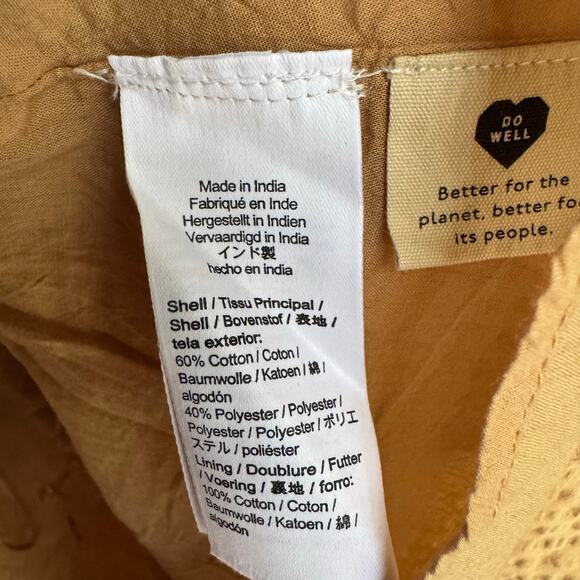 Made in India
Fabriqué en Inde
Hergestellt in Indien
Vervaardigd in India
インド製
hecho en india
Shell / Tissu Principal /
Shell / Bovenstof / 表地 /
tela exterior:
60% Cotton / Coton /
Baumwolle / Katoen / 綿 /
algodón
40% Polyester / Polyester /
Polyester / Polyester / ポリエ
ステル / poliéster
Lining / Doublure / Futter
/ Voering / 裏地 / forro:
100% Cotton / Coton /
Baumwolle / Katoen / 綿 /
algodón
DO
WELL
Better for the
planet, better for
its people.